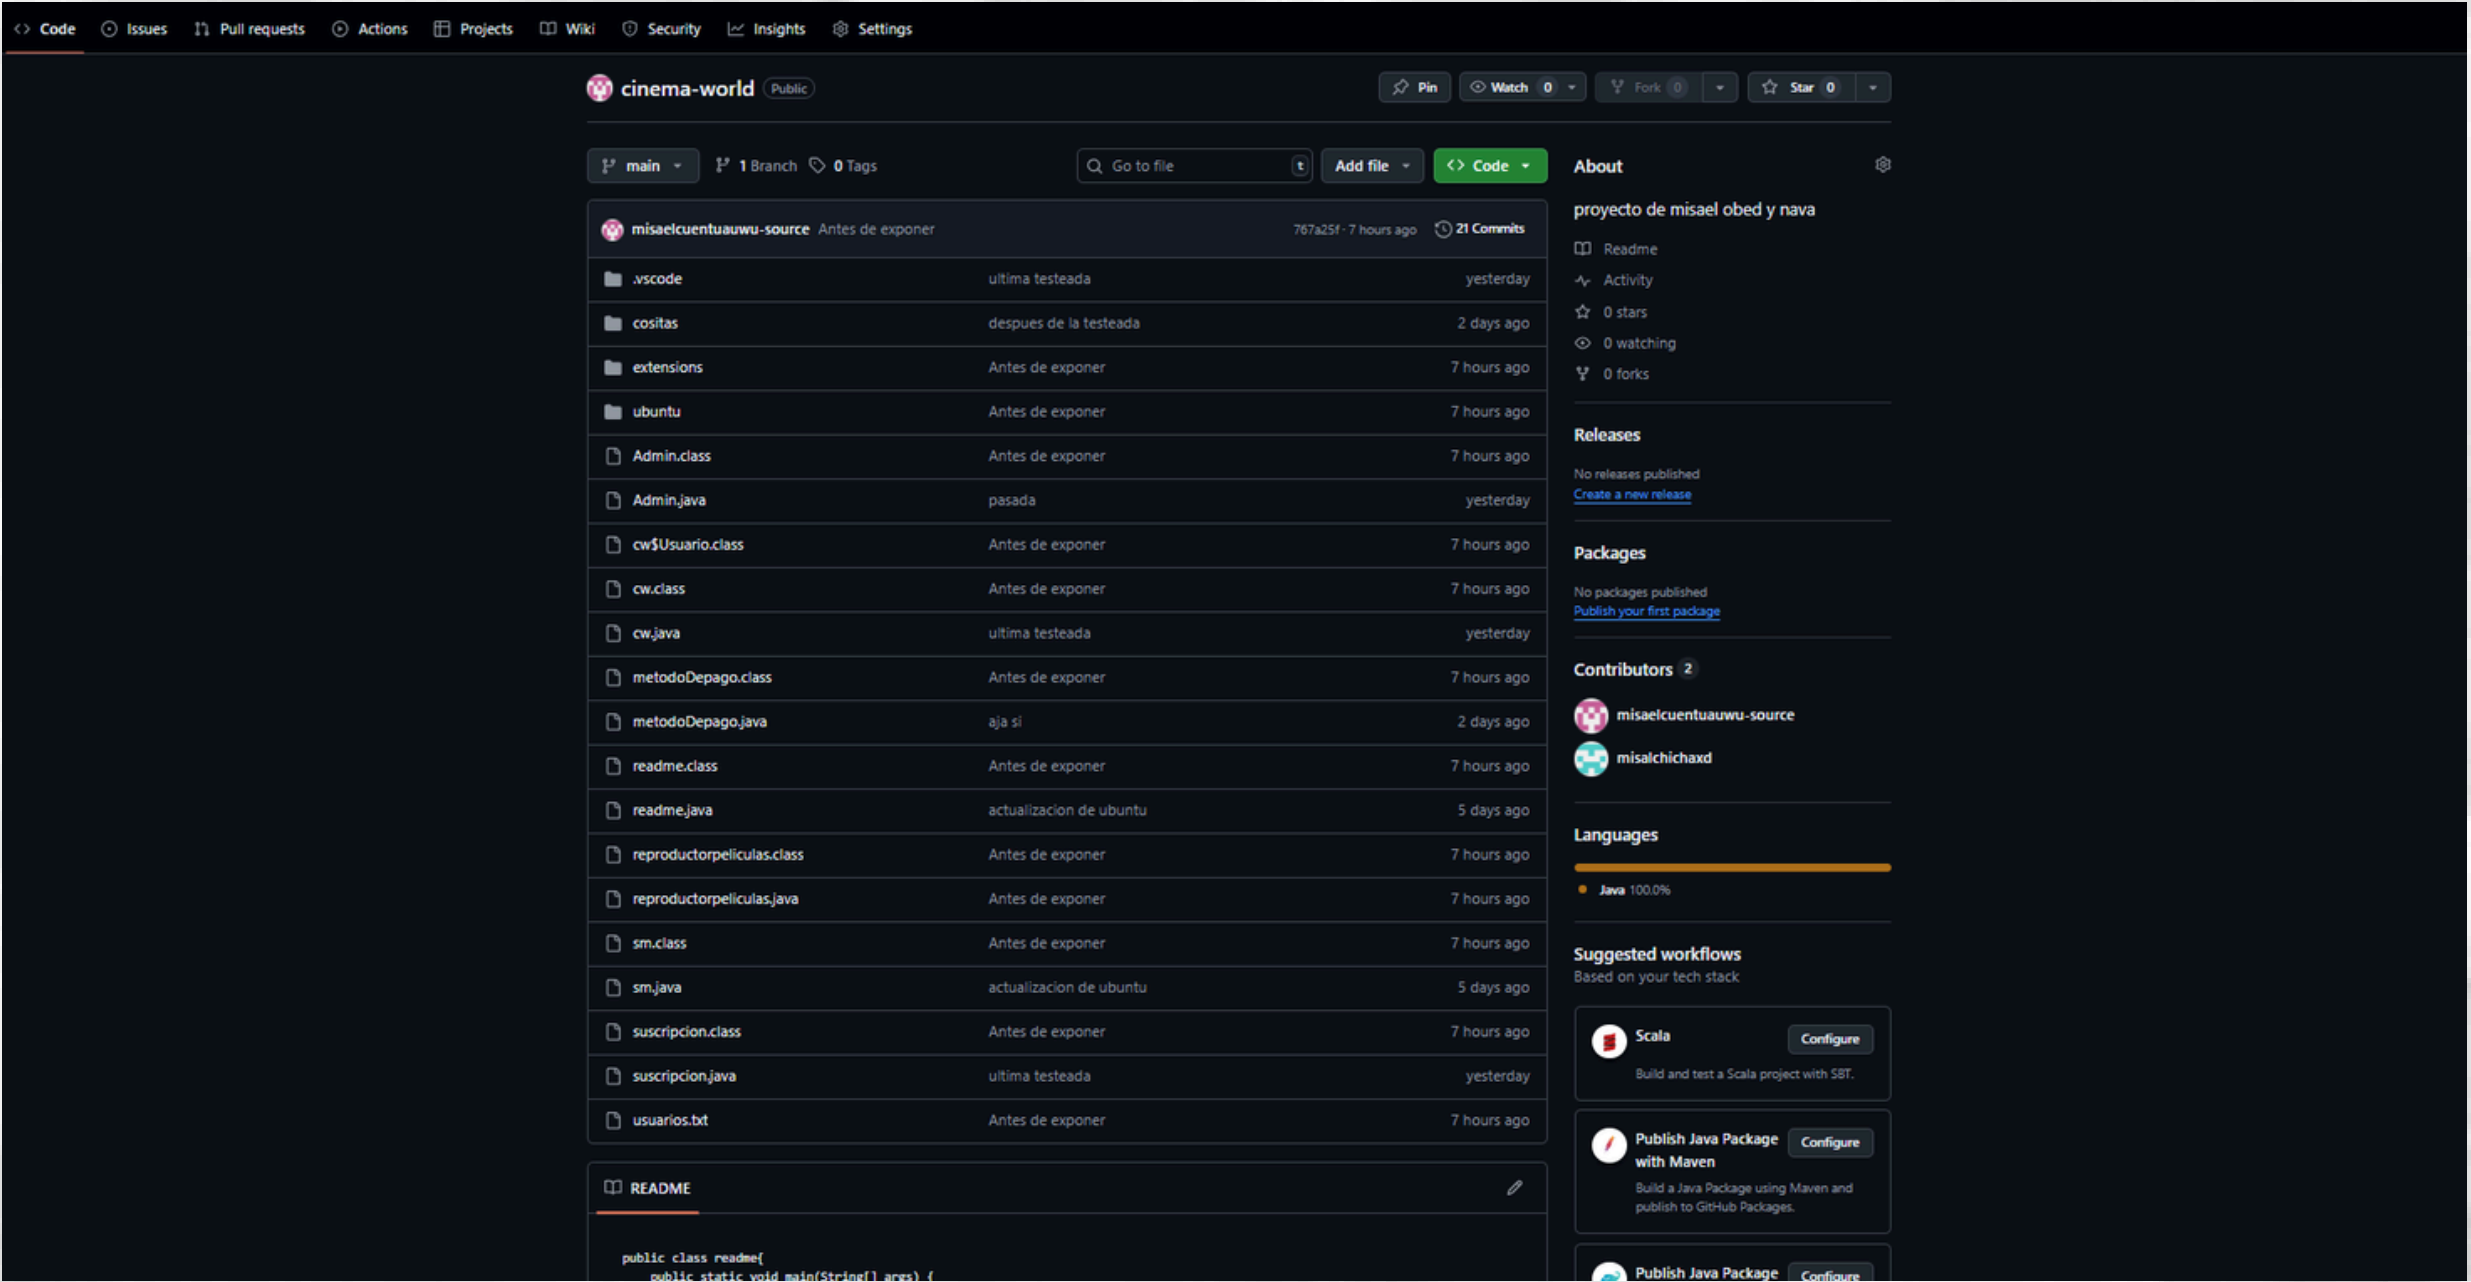 Code Issues Pull requests Actions Projects Wiki Security Insights Settings
cinema-world Public Pin Watch 0 Fork 0 Star 0
main 1 Branch 0 Tags Go to file t Add file Code
misaelcuentuauwu-source Antes de exponer 767a25f · 7 hours ago 21 Commits
.vscode ultima testeada yesterday
cositas despues de la testeada 2 days ago
extensions Antes de exponer 7 hours ago
ubuntu Antes de exponer 7 hours ago
Admin.class Antes de exponer 7 hours ago
Admin.java pasada yesterday
cw$Usuario.class Antes de exponer 7 hours ago
cw.class Antes de exponer 7 hours ago
cw.java ultima testeada yesterday
metodoDepago.class Antes de exponer 7 hours ago
metodoDepago.java aja si 2 days ago
readme.class Antes de exponer 7 hours ago
readme.java actualizacion de ubuntu 5 days ago
reproductorpeliculas.class Antes de exponer 7 hours ago
reproductorpeliculas.java Antes de exponer 7 hours ago
sm.class Antes de exponer 7 hours ago
sm.java actualizacion de ubuntu 5 days ago
suscripcion.class Antes de exponer 7 hours ago
suscripcion.java ultima testeada yesterday
usuarios.txt Antes de exponer 7 hours ago
README
public class readme{
public static void main(String[] args) {
About
proyecto de misael obed y nava
Readme
Activity
0 stars
0 watching
0 forks
Releases
No releases published
Create a new release
Packages
No packages published
Publish your first package
Contributors 2
misaelcuentuauwu-source
misalchichaxd
Languages
Java 100.0%
Suggested workflows
Based on your tech stack
Scala Configure
Build and test a Scala project with SBT.
Publish Java Package Configure
with Maven
Build a Java Package using Maven and
publish to GitHub Packages.
Publish Java Package Configure